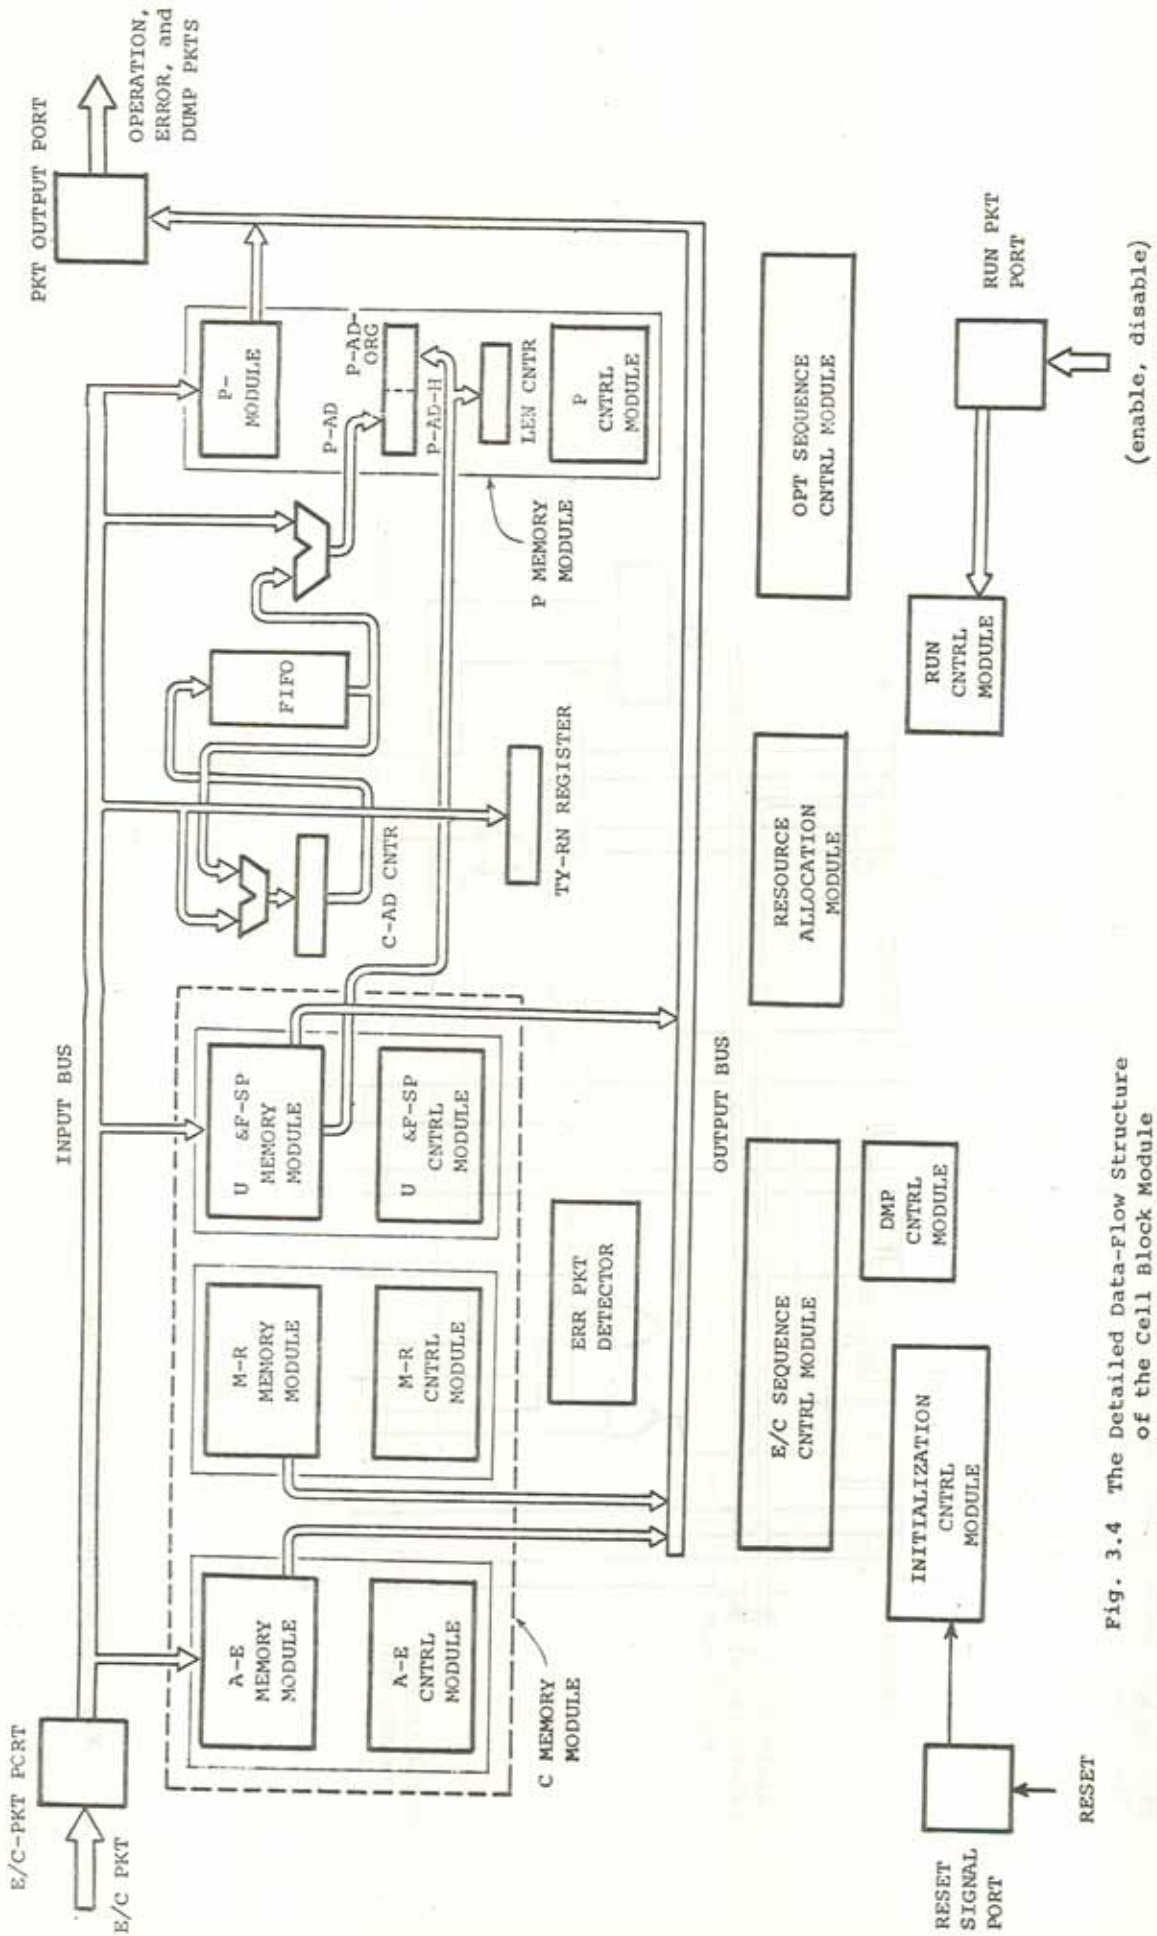 E/C-PKT PORT
E/C PKT
INPUT BUS
PKT OUTPUT PORT
OPERATION,
ERROR, and
DUMP PKTS
A-E
MEMORY
MODULE
A-E
CNTRL
MODULE
M-R
MEMORY
MODULE
M-R
CNTRL
MODULE
U &F-SP
MEMORY
MODULE
U &F-SP
CNTRL
MODULE
C MEMORY
MODULE
C-AD CNTR
FIFO
TY-RN REGISTER
P-
MODULE
P-AD
P-AD-
ORG
P-AD-H
LEN CNTR
P
CNTRL
MODULE
P MEMORY
MODULE
ERR PKT
DETECTOR
OUTPUT BUS
E/C SEQUENCE
CNTRL MODULE
RESOURCE
ALLOCATION
MODULE
OPT SEQUENCE
CNTRL MODULE
INITIALIZATION
CNTRL
MODULE
DMP
CNTRL
MODULE
RUN
CNTRL
MODULE
RUN PKT
PORT
RESET
SIGNAL
PORT
RESET
(enable, disable)
Fig. 3.4 The Detailed Data-Flow Structure
of the Cell Block Module